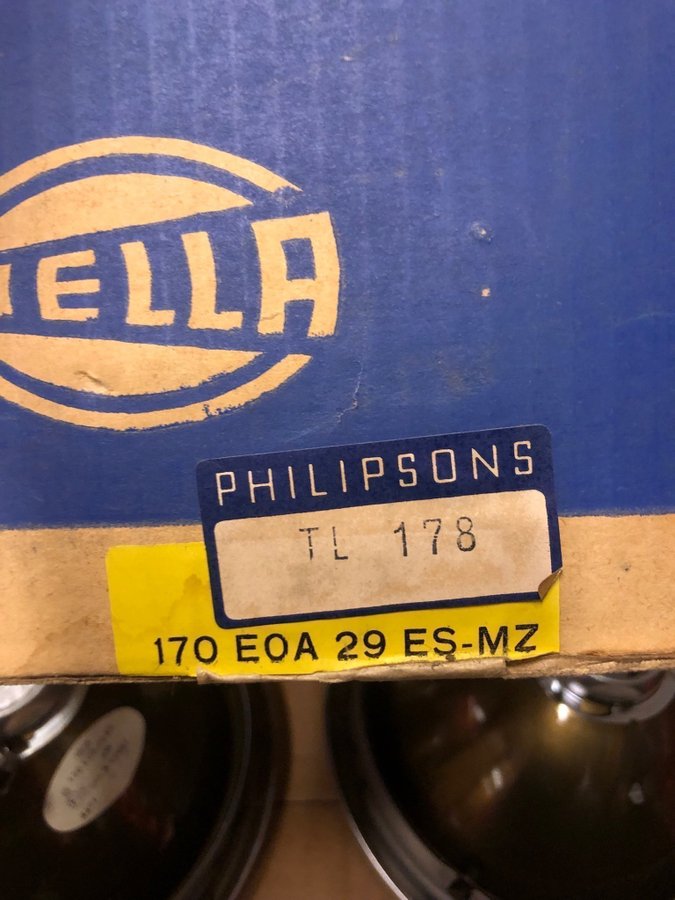 HELLA
PHILIPSONS
TL 178
170 EOA 29 ES-MZ